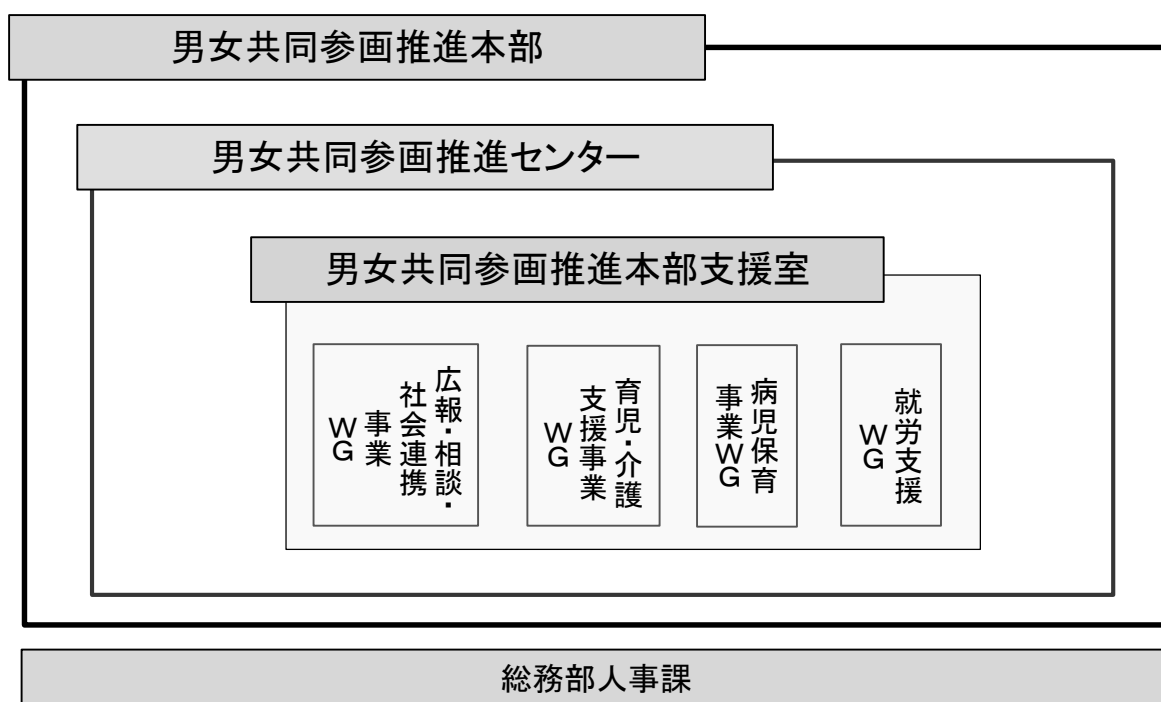 男女共同参画推進本部
男女共同参画推進センター
男女共同参画推進本部支援室
広報・相談・
社会連携
事業
WG
育児・介護
支援事業
WG
病児保育
事業WG
就労支援
WG
総務部人事課